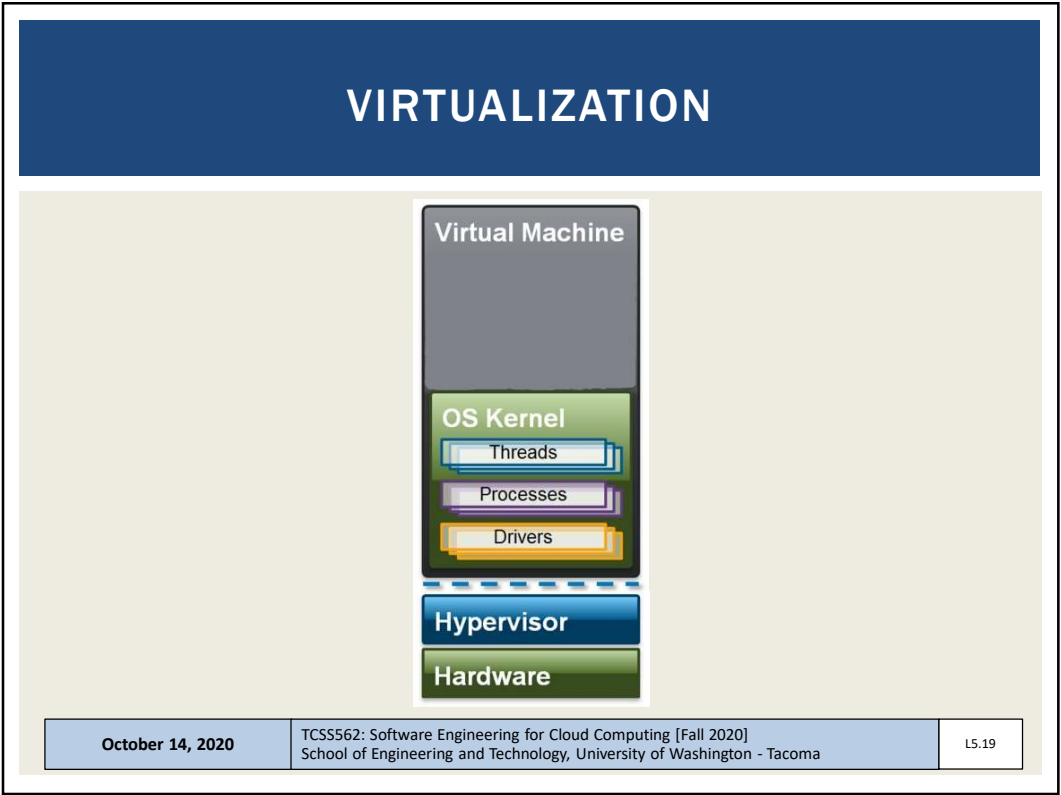 VIRTUALIZATION
Virtual Machine
OS Kernel
Threads
Processes
Drivers
Hypervisor
Hardware
October 14, 2020
TCSS562: Software Engineering for Cloud Computing [Fall 2020]
School of Engineering and Technology, University of Washington - Tacoma
L5.19